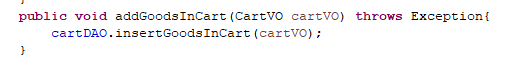 public void addGoodsInCart(CartVO cartVO) throws Exception{
cartDAO.insertGoodsInCart(cartVO);
}